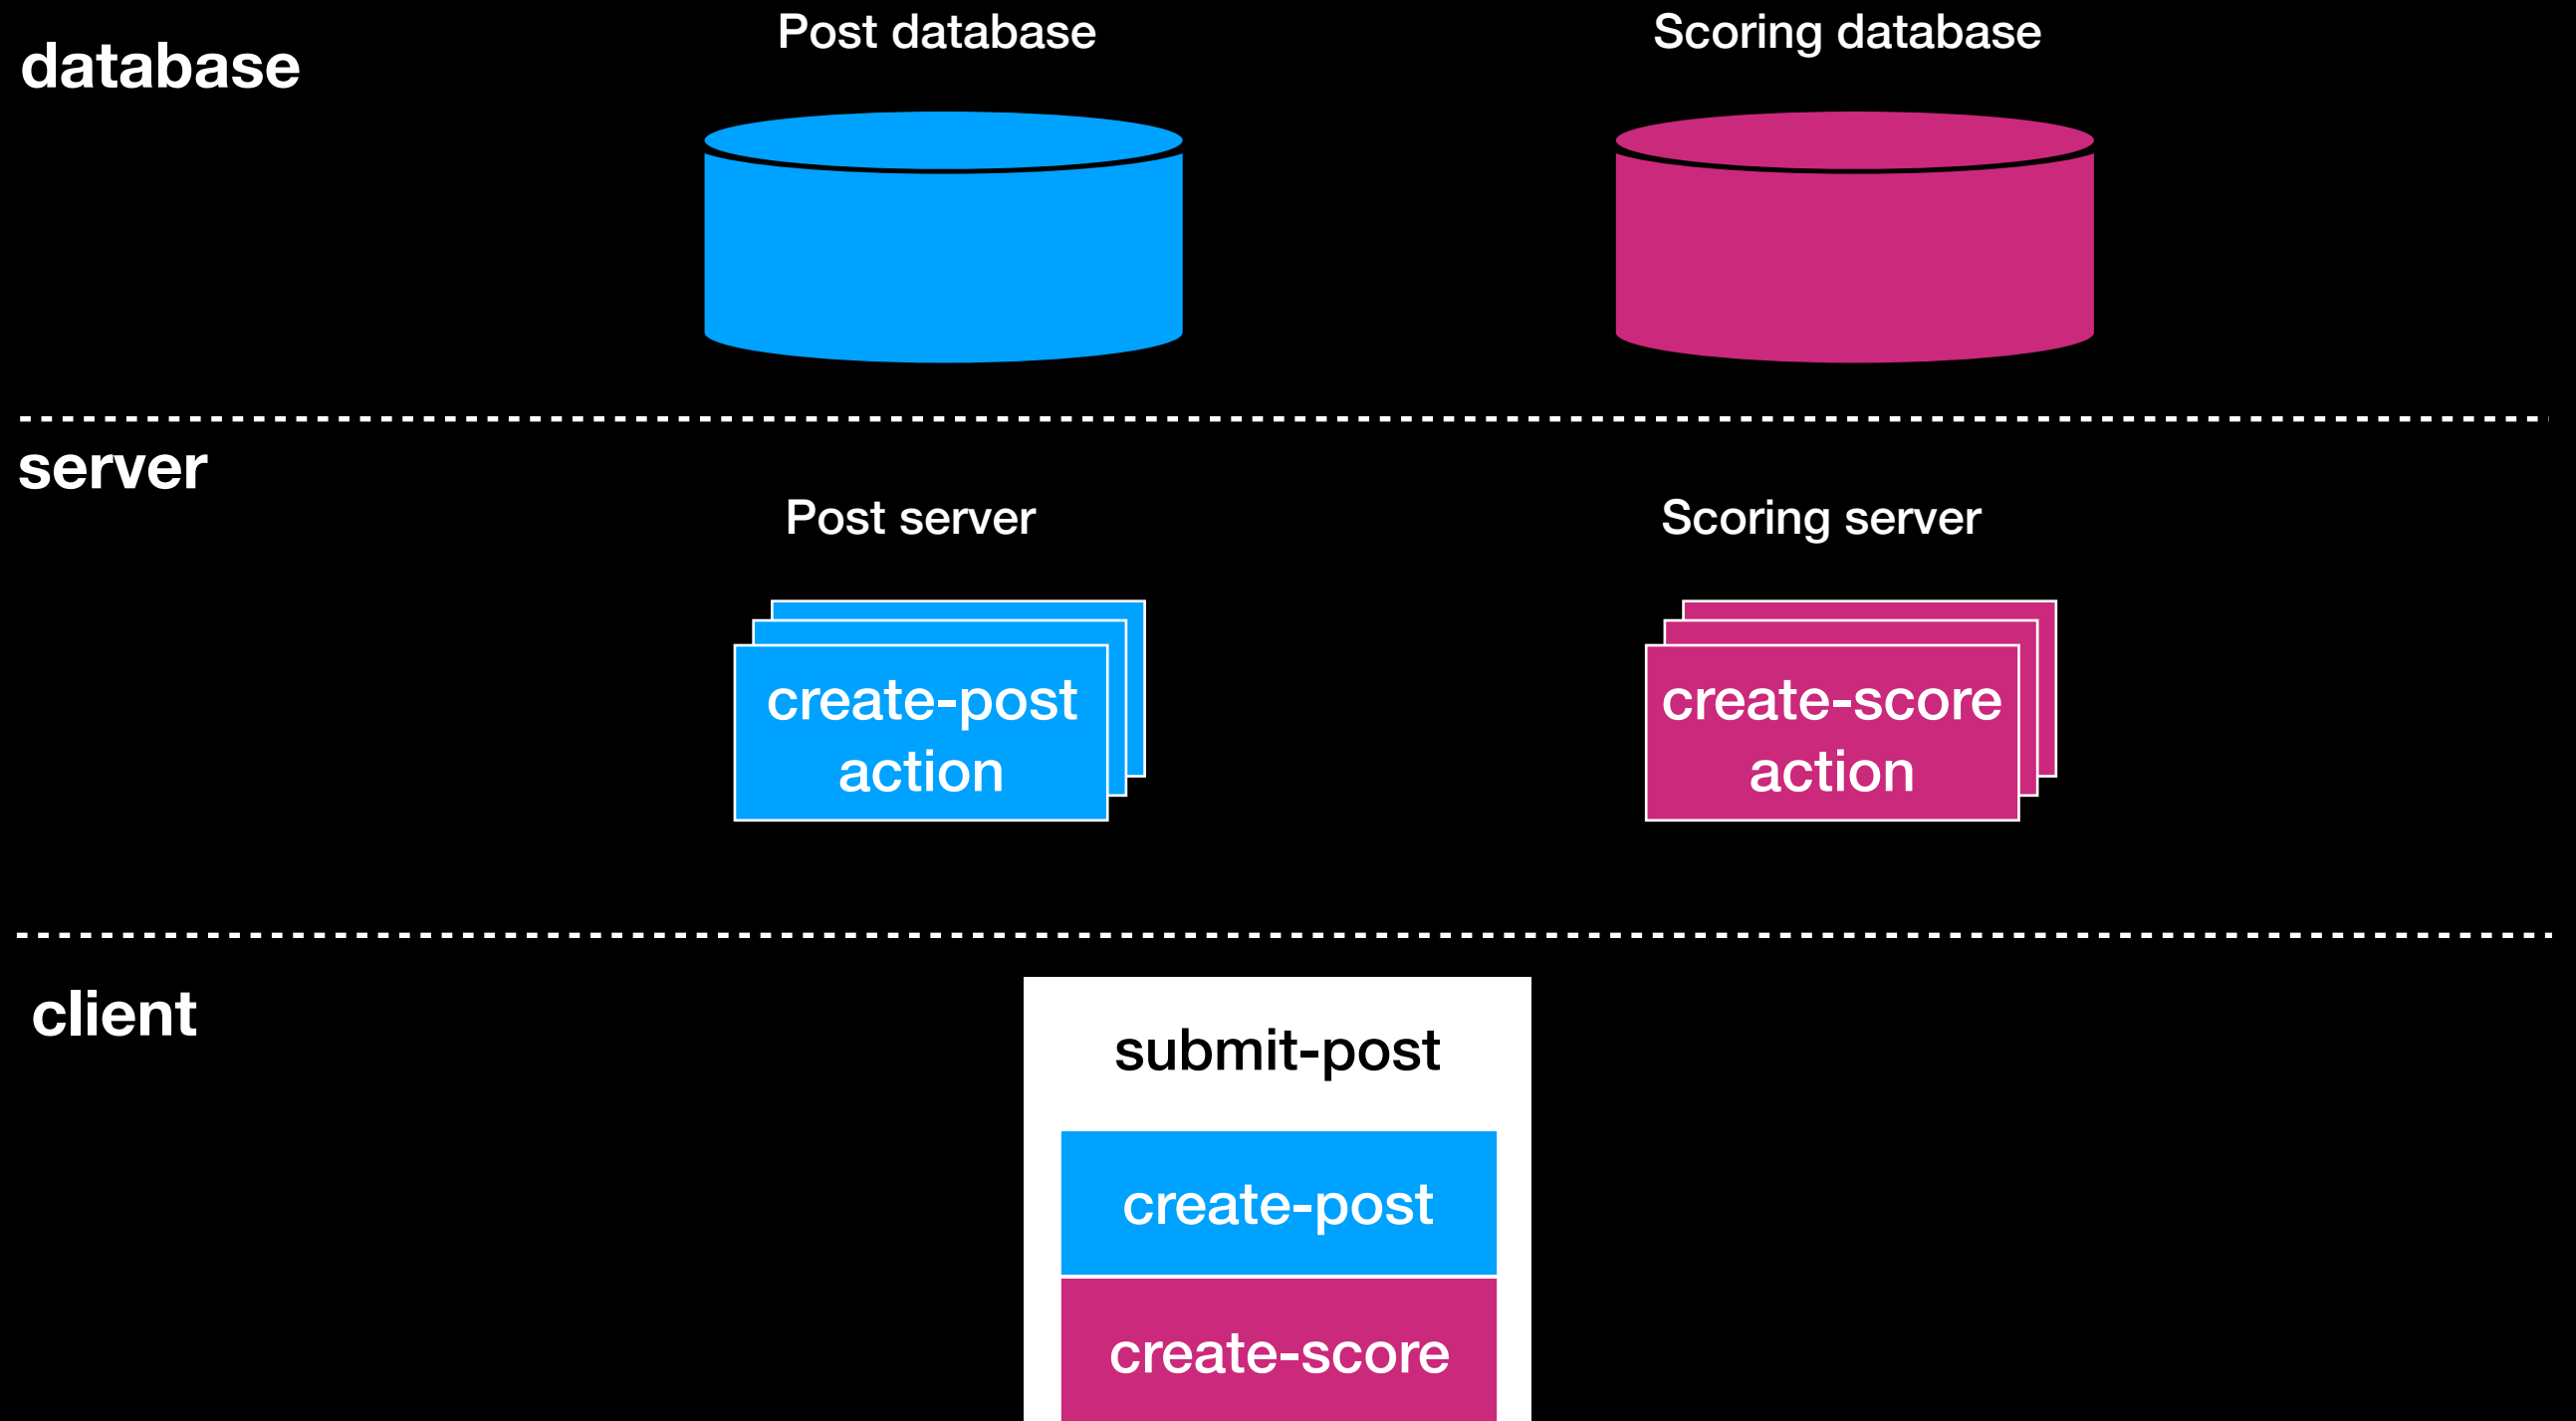 database
Post database
Scoring database
server
Post server
Scoring server
create-post
action
create-score
action
client
submit-post
create-post
create-score